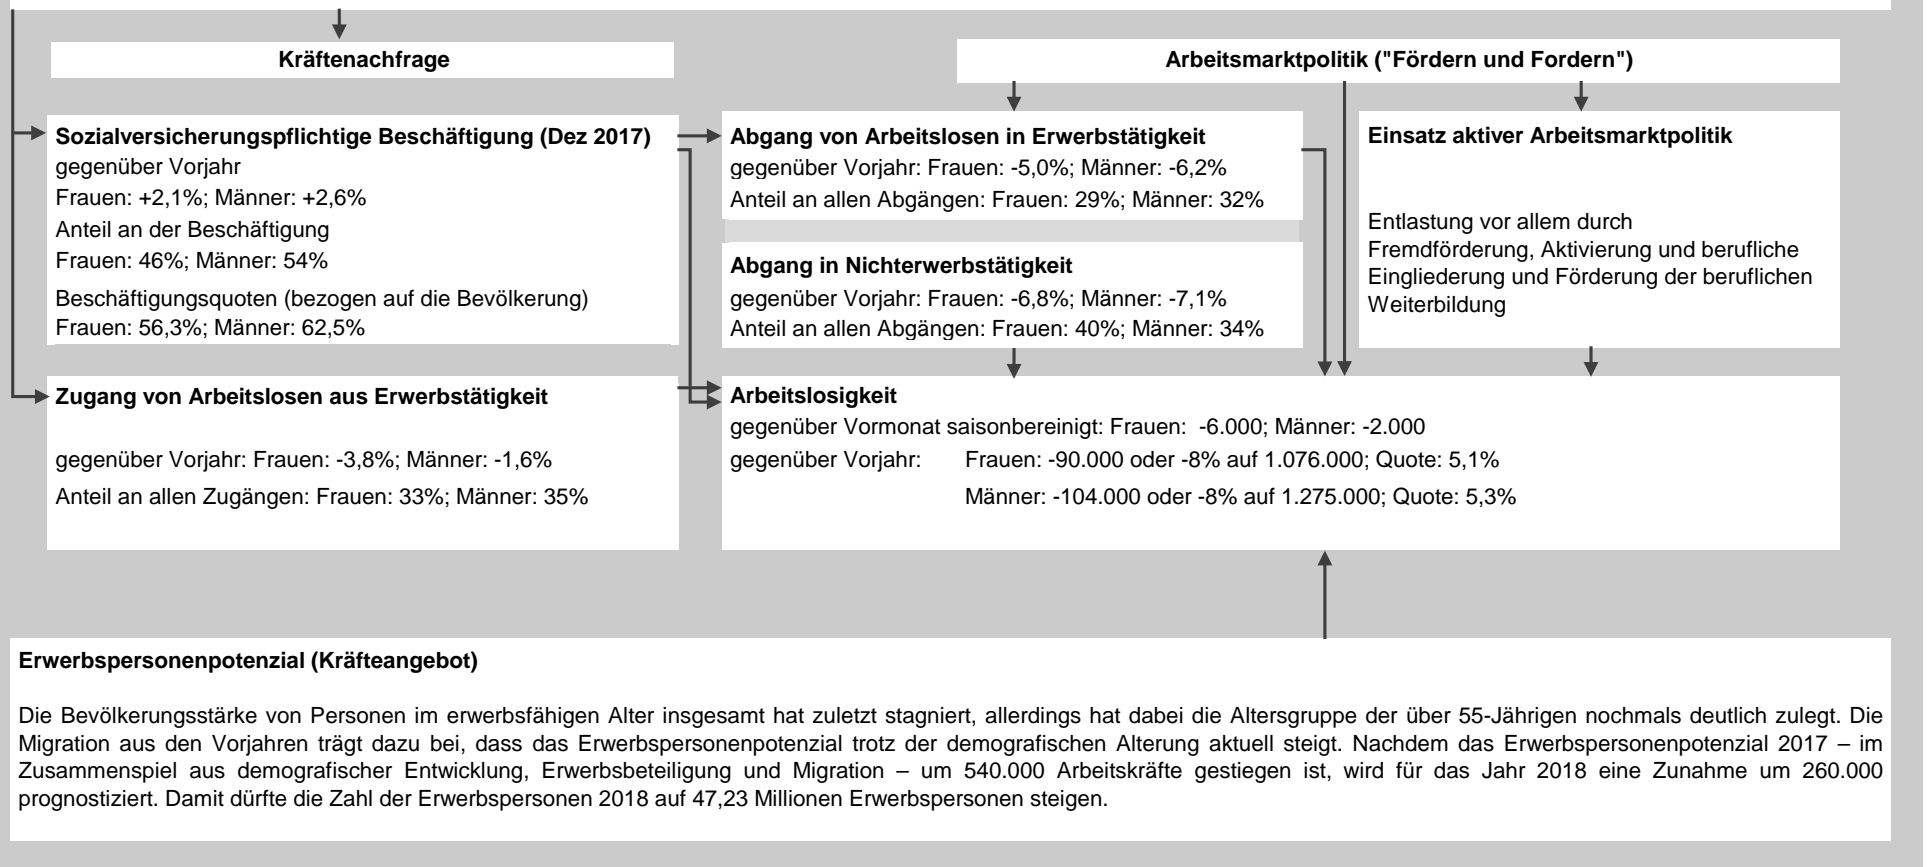 Kräftenachfrage
Arbeitsmarktpolitik ("Fördern und Fordern")
Sozialversicherungspflichtige Beschäftigung (Dez 2017)
gegenüber Vorjahr
Frauen: +2,1%; Männer: +2,6%
Anteil an der Beschäftigung
Frauen: 46%; Männer: 54%
Beschäftigungsquoten (bezogen auf die Bevölkerung)
Frauen: 56,3%; Männer: 62,5%
Abgang von Arbeitslosen in Erwerbstätigkeit
gegenüber Vorjahr: Frauen: -5,0%; Männer: -6,2%
Anteil an allen Abgängen: Frauen: 29%; Männer: 32%
Abgang in Nichterwerbstätigkeit
gegenüber Vorjahr: Frauen: -6,8%; Männer: -7,1%
Anteil an allen Abgängen: Frauen: 40%; Männer: 34%
Einsatz aktiver Arbeitsmarktpolitik
Entlastung vor allem durch
Fremdförderung, Aktivierung und berufliche
Eingliederung und Förderung der beruflichen
Weiterbildung
Zugang von Arbeitslosen aus Erwerbstätigkeit
gegenüber Vorjahr: Frauen: -3,8%; Männer: -1,6%
Anteil an allen Zugängen: Frauen: 33%; Männer: 35%
Arbeitslosigkeit
gegenüber Vormonat saisonbereinigt: Frauen: -6.000; Männer: -2.000
gegenüber Vorjahr: Frauen: -90.000 oder -8% auf 1.076.000; Quote: 5,1%
Männer: -104.000 oder -8% auf 1.275.000; Quote: 5,3%
Erwerbspersonenpotenzial (Kräfteangebot)
Die Bevölkerungsstärke von Personen im erwerbsfähigen Alter insgesamt hat zuletzt stagniert, allerdings hat dabei die Altersgruppe der über 55-Jährigen nochmals deutlich zulegt. Die
Migration aus den Vorjahren trägt dazu bei, dass das Erwerbspersonenpotenzial trotz der demografischen Alterung aktuell steigt. Nachdem das Erwerbspersonenpotenzial 2017 – im
Zusammenspiel aus demografischer Entwicklung, Erwerbsbeteiligung und Migration – um 540.000 Arbeitskräfte gestiegen ist, wird für das Jahr 2018 eine Zunahme um 260.000
prognostiziert. Damit dürfte die Zahl der Erwerbspersonen 2018 auf 47,23 Millionen Erwerbspersonen steigen.